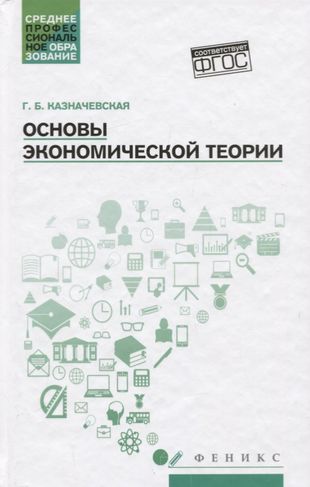 СРЕДНЕЕ
ПРОФЕС
СИОНАЛЬ
НОЕ ОБРА
ЗОВАНИЕ
соответствует
ФГОС
Г. Б. КАЗНАЧЕВСКАЯ
ОСНОВЫ
ЭКОНОМИЧЕСКОЙ ТЕОРИИ
ФЕНИКС